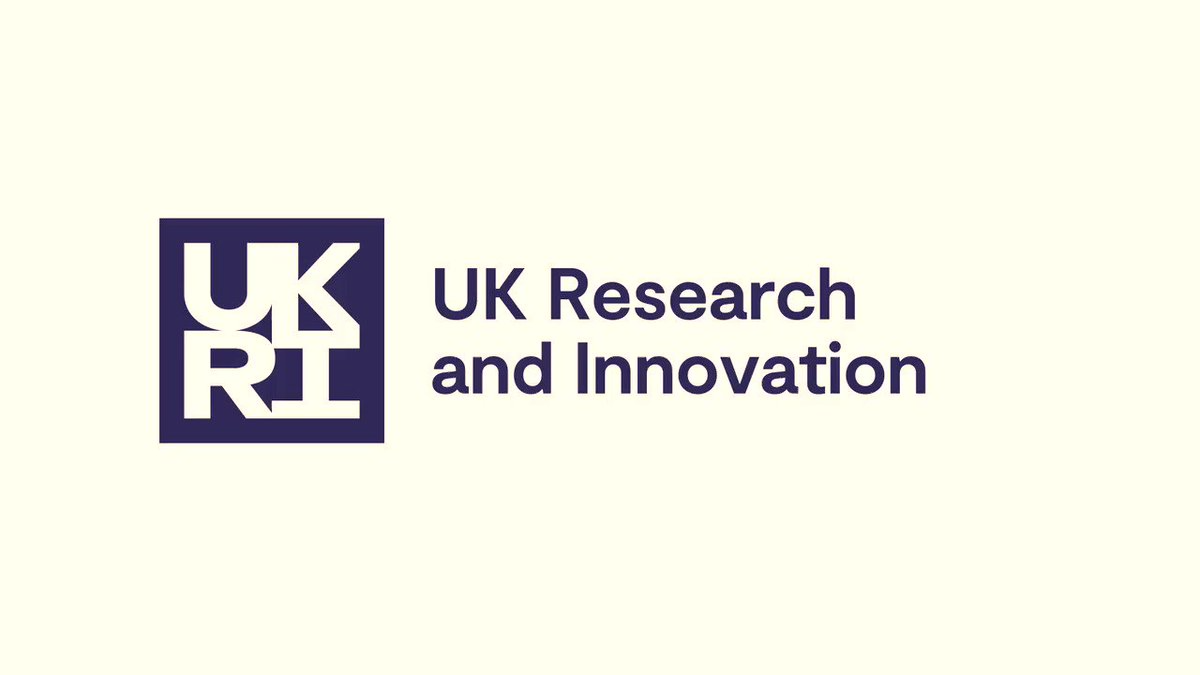 UK
RI
UK Research
and Innovation